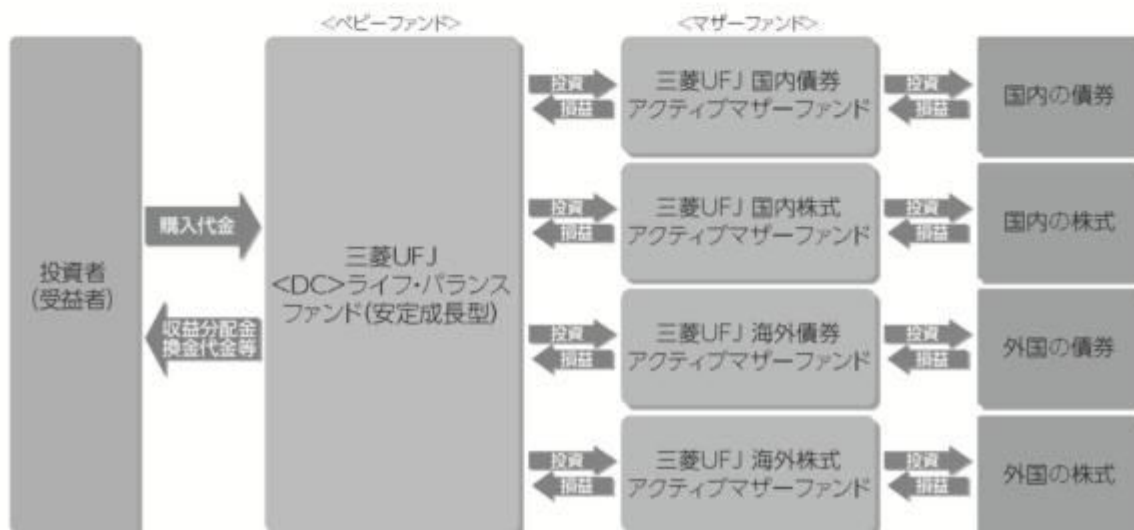 <ベビーファンド>
<マザーファンド>
投資者
(受益者)
購入代金
収益分配金
換金代金等
三菱UFJ
<DC>ライフ・バランス
ファンド(安定成長型)
投資
損益
三菱UFJ 国内債券
アクティブマザーファンド
投資
損益
国内の債券
投資
損益
三菱UFJ 国内株式
アクティブマザーファンド
投資
損益
国内の株式
投資
損益
三菱UFJ 海外債券
アクティブマザーファンド
投資
損益
外国の債券
投資
損益
三菱UFJ 海外株式
アクティブマザーファンド
投資
損益
外国の株式